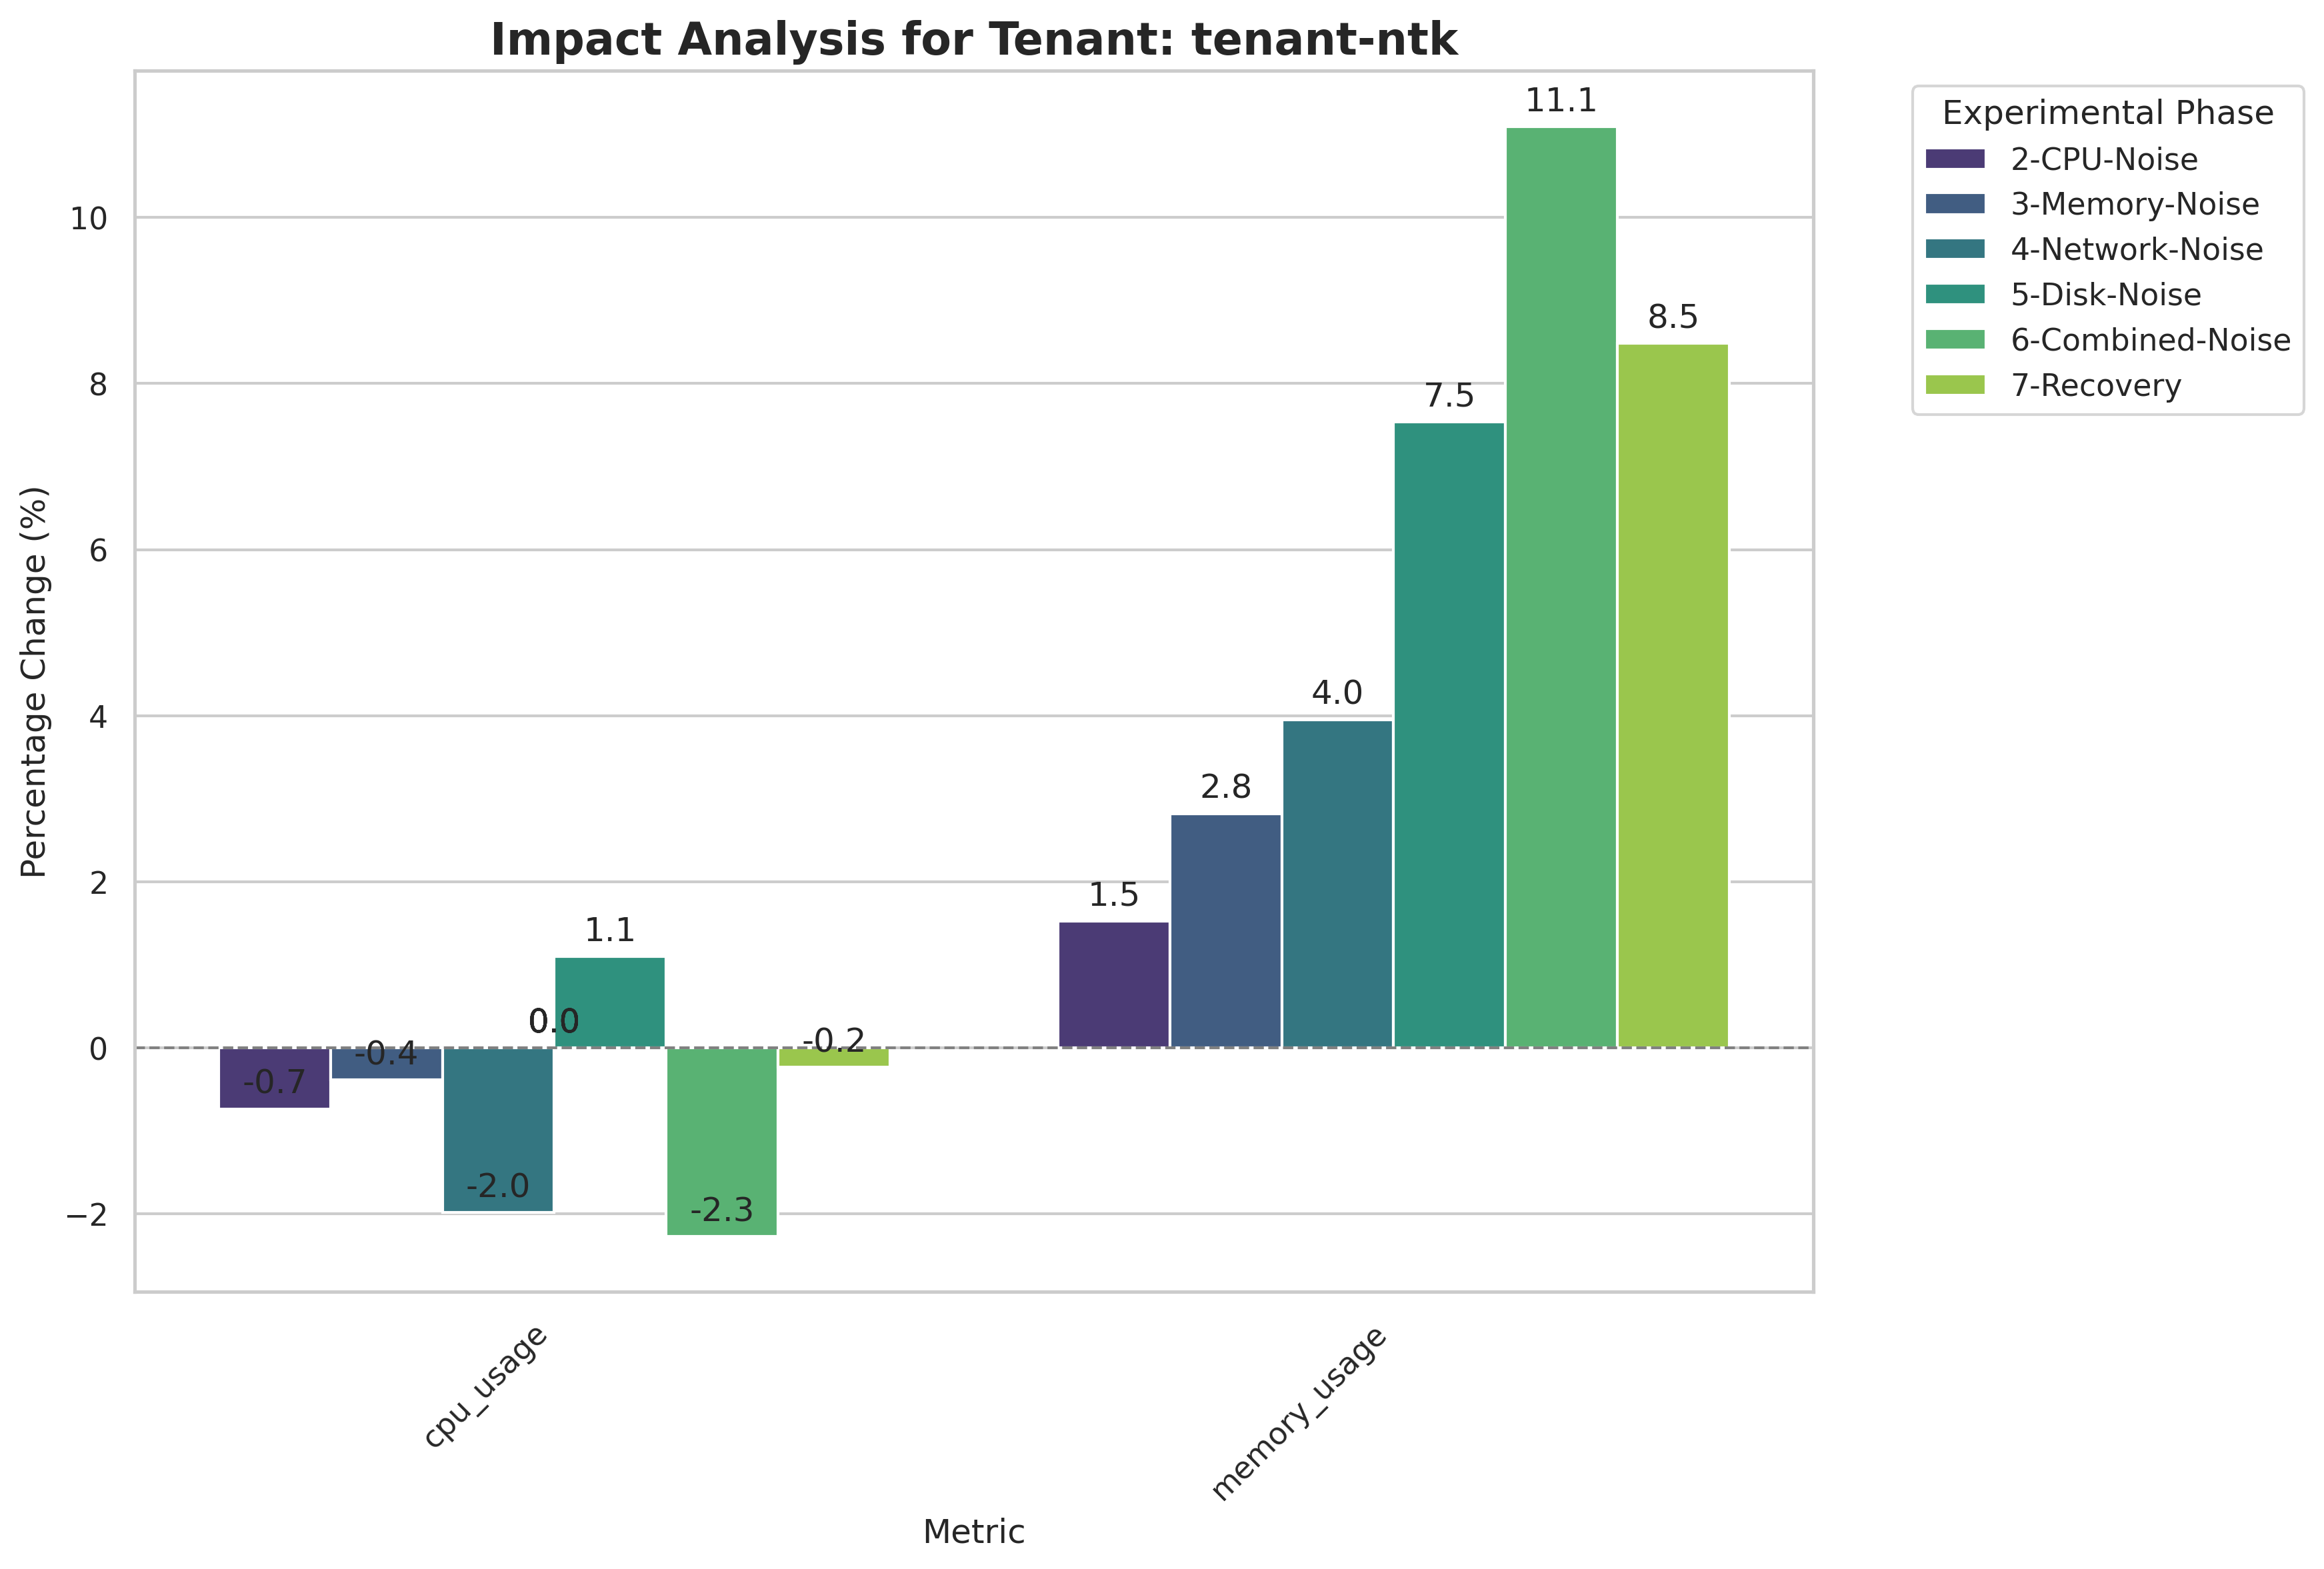 Impact Analysis for Tenant: tenant-ntk
Experimental Phase
2-CPU-Noise
3-Memory-Noise
4-Network-Noise
5-Disk-Noise
6-Combined-Noise
7-Recovery
Percentage Change (%)
10
8
6
4
2
0
−2
-0.7
-0.4
-2.0
0.0
1.1
-2.3
-0.2
1.5
2.8
4.0
7.5
11.1
8.5
cpu_usage
memory_usage
Metric